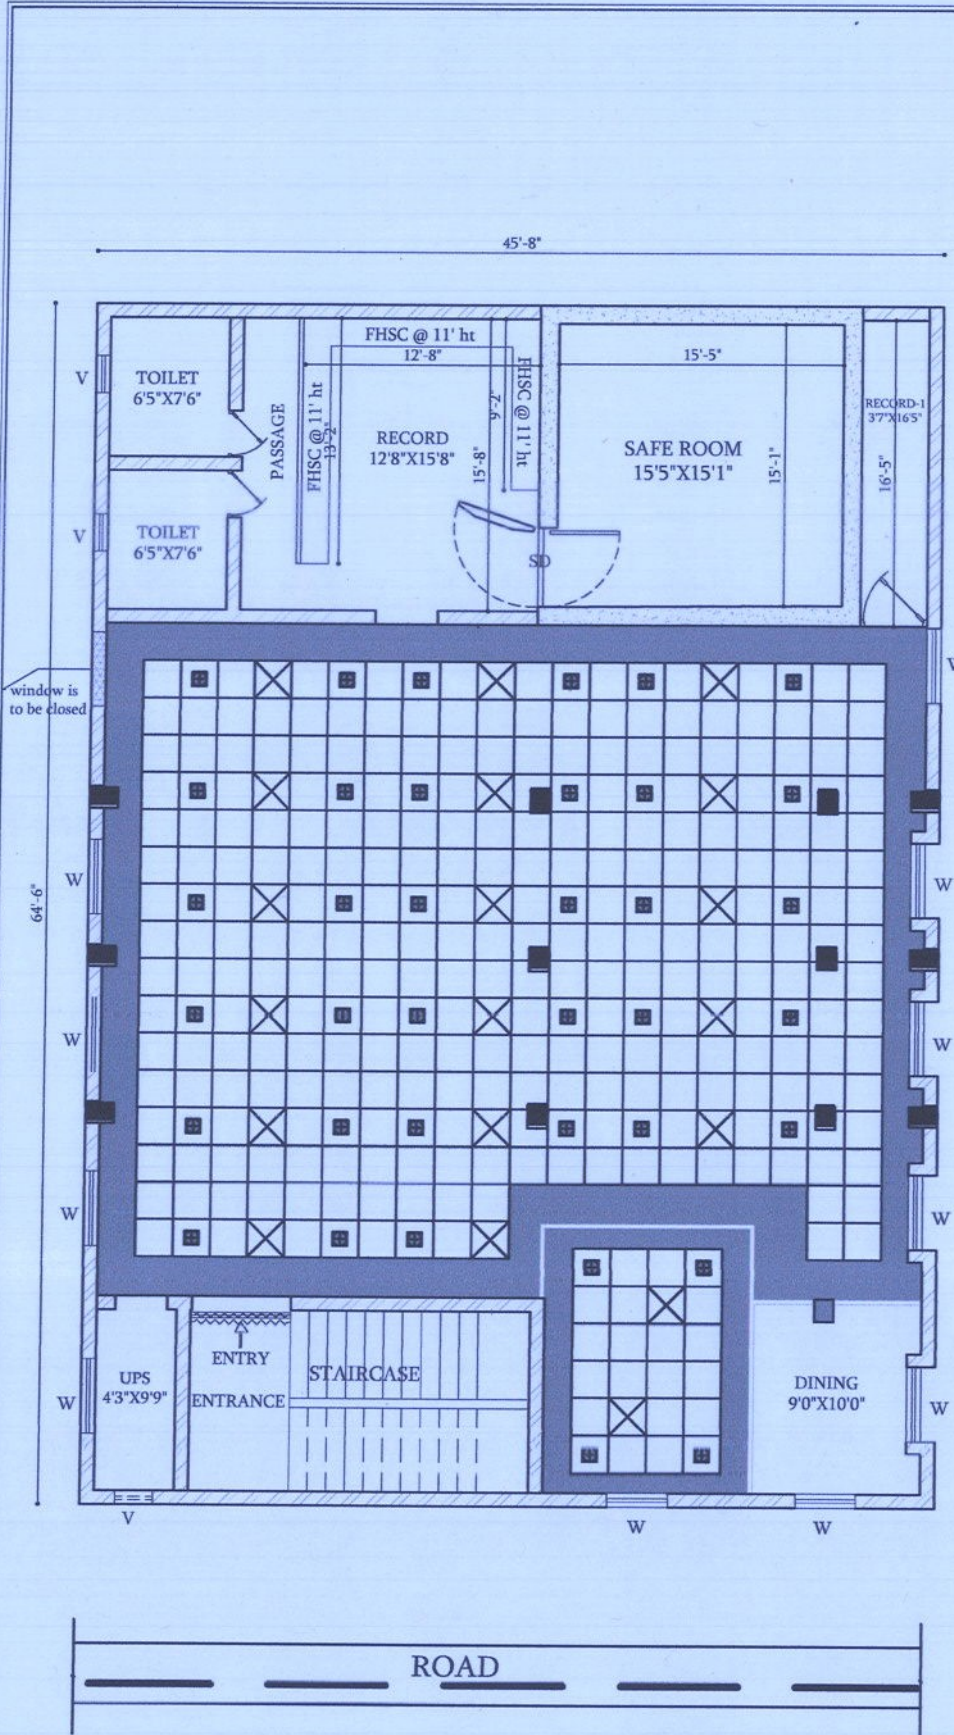 45'-8"
FHSC @ 11' ht
12'-8"
15'-5"
V
TOILET
6'5"X7'6"
PASSAGE
FHSC @ 11' ht
13'-2"
RECORD
12'8"X15'8"
15'-8"
9'-2"
FHSC @ 11' ht
SAFE ROOM
15'5"X15'1"
15'-1"
RECORD-1
3'7"X16'5"
16'-5"
V
TOILET
6'5"X7'6"
SD
window is
to be closed
W
64'-6"
W
W
W
W
W
W
ENTRY
UPS
4'3"X9'9"
ENTRANCE
STAIRCASE
DINING
9'0"X10'0"
W
W
V
W
W
ROAD